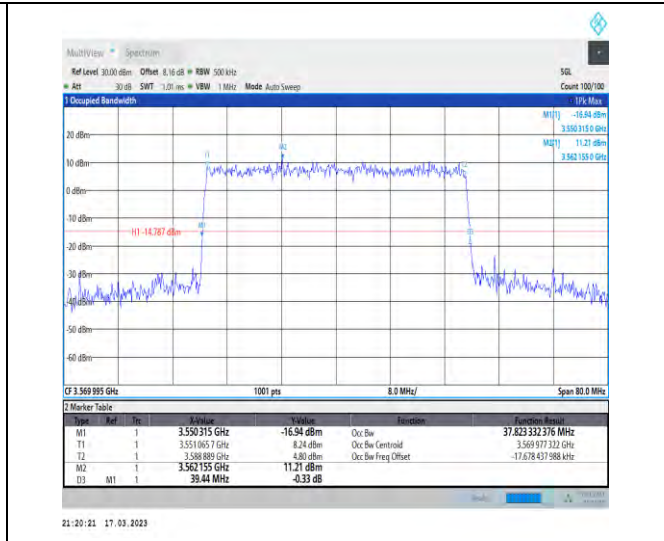 MultiView Spectrum
Ref Level 30.00 dBm Offset 8.16 dB RBW 500 kHz SGL
Att 30 dB SWT 1.01 ms VBW 1 MHz Mode Auto Sweep Count 100/100
1 Occupied Bandwidth 1Pk Max
M1[1] -16.94 dBm
3.550 315 0 GHz
M2[1] 11.21 dBm
3.562 155 0 GHz
20 dBm
M2
T1
10 dBm
0 dBm
-10 dBm
M1
H1 -14.787 dBm
-20 dBm
-30 dBm
-40 dBm
-50 dBm
-60 dBm
CF 3.569 995 GHz 1001 pts 8.0 MHz/ Span 80.0 MHz
2 Marker Table
Type Ref Trc X-Value Y-Value Function Function Result
M1 1 3.550 315 GHz -16.94 dBm Occ Bw 37.823 332 376 MHz
T1 1 3.551 065 7 GHz 8.24 dBm Occ Bw Centroid 3.569 977 322 GHz
T2 1 3.588 889 GHz 4.80 dBm Occ Bw Freq Offset -17.678 437 988 kHz
M2 1 3.562 155 GHz 11.21 dBm
D3 M1 1 39.44 MHz -0.33 dB
21:20:21 17.03.2023